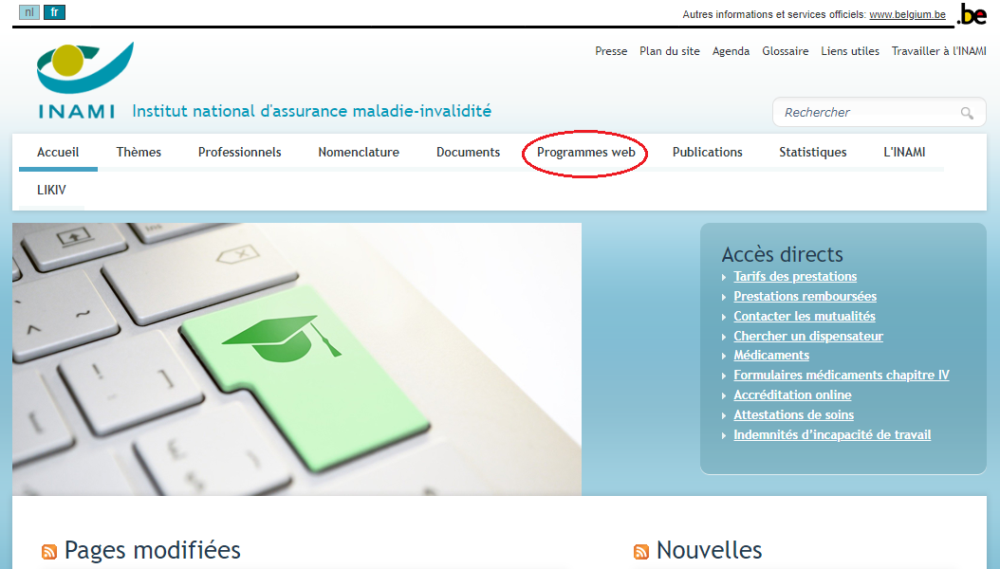 nl fr
Autres informations et services officiels: www.belgium.be .be
Presse Plan du site Agenda Glossaire Liens utiles Travailler à l'INAMI
INAMI Institut national d'assurance maladie-invalidité
Rechercher
Accueil Thèmes Professionnels Nomenclature Documents Programmes web Publications Statistiques L'INAMI
LIKIV
Accès directs
Tarifs des prestations
Prestations remboursées
Contacter les mutualités
Chercher un dispensateur
Médicaments
Formulaires médicaments chapitre IV
Accréditation online
Attestations de soins
Indemnités d'incapacité de travail
Pages modifiées
Nouvelles